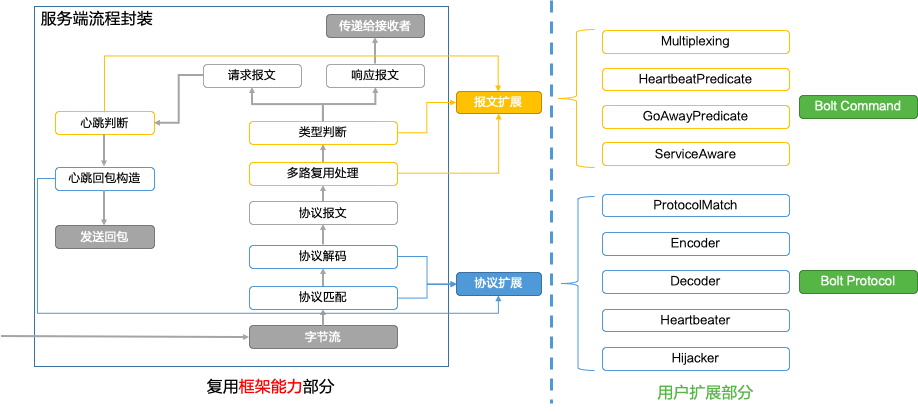 服务端流程封装
传递给接收者
请求报文
响应报文
心跳判断
类型判断
报文扩展
心跳回包构造
多路复用处理
协议报文
发送回包
协议解码
协议匹配
协议扩展
字节流
复用框架能力部分
Multiplexing
HeartbeatPredicate
GoAwayPredicate
ServiceAware
Bolt Command
ProtocolMatch
Encoder
Decoder
Heartbeater
Hijacker
Bolt Protocol
用户扩展部分